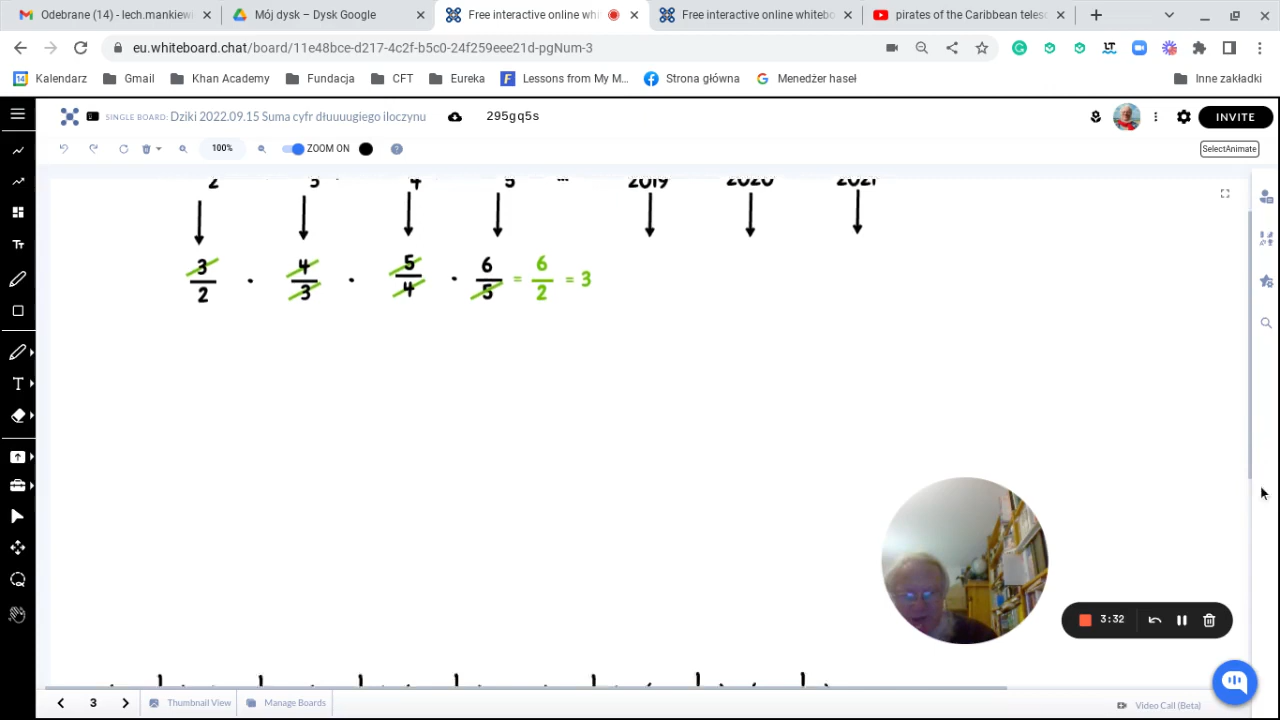 Odebrane (14) - lech.mankiewi
Mój dysk – Dysk Google
Free interactive online whi
Free interactive online whitebo
pirates of the Caribbean telesc
eu.whiteboard.chat/board/11e48bce-d217-4c2f-b5c0-24f259eee21d-pgNum-3
Kalendarz
Gmail
Khan Academy
Fundacja
CFT
Eureka
Lessons from My M...
Strona główna
Menedżer haseł
Inne zakładki
SINGLE BOARD: Dziki 2022.09.15 Suma cyfr dłuuuugiego iloczynu
295gq5s
INVITE
100%
ZOOM ON
SelectAnimate
2 3 4 5 ... 2019 2020 2021
3/2 · 4/3 · 5/4 · 6/5 = 6/2 = 3
3:32
3
Thumbnail View
Manage Boards
Video Call (Beta)